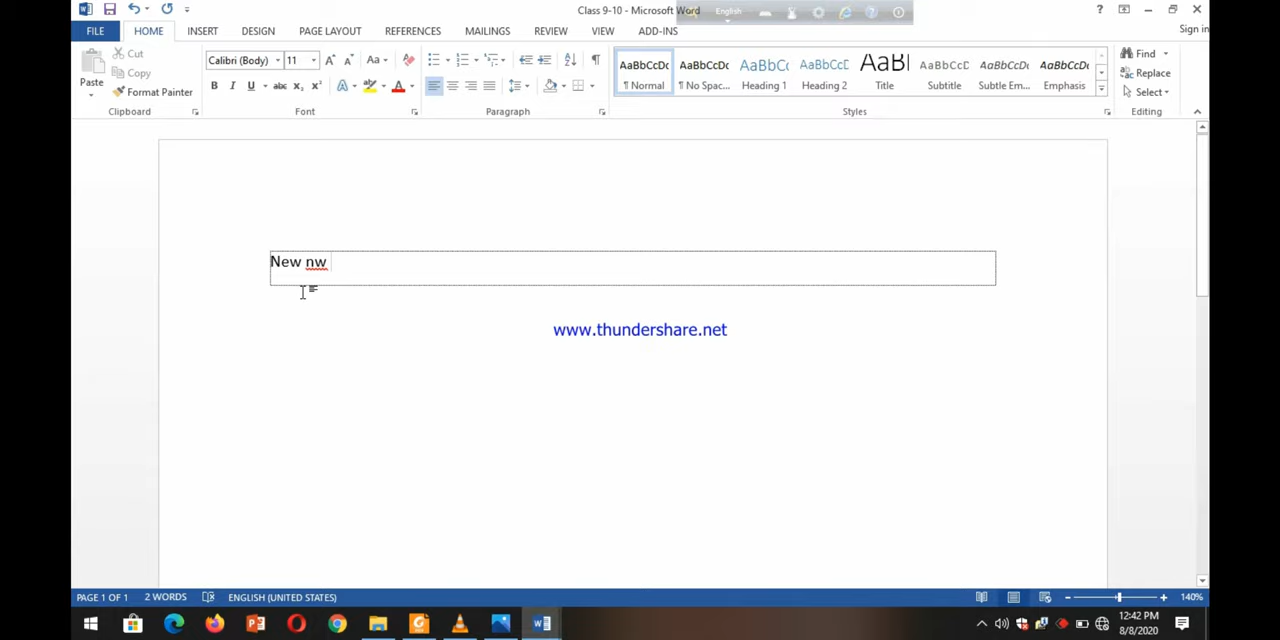 Class 9-10 - Microsoft Word
English
FILE HOME INSERT DESIGN PAGE LAYOUT REFERENCES MAILINGS REVIEW VIEW ADD-INS Sign in
Paste
Cut
Copy
Format Painter
Clipboard
Calibri (Body) 11
Font
Paragraph
AaBbCcDc AaBbCcDc AaBbCc AaBbCcD AaBl AaBbCcD AaBbCcDc AaBbCcDc
¶ Normal ¶ No Spac... Heading 1 Heading 2 Title Subtitle Subtle Em... Emphasis
Styles
Find
Replace
Select
Editing
New nw
www.thundershare.net
PAGE 1 OF 1 2 WORDS ENGLISH (UNITED STATES) 140%
12:42 PM
8/8/2020